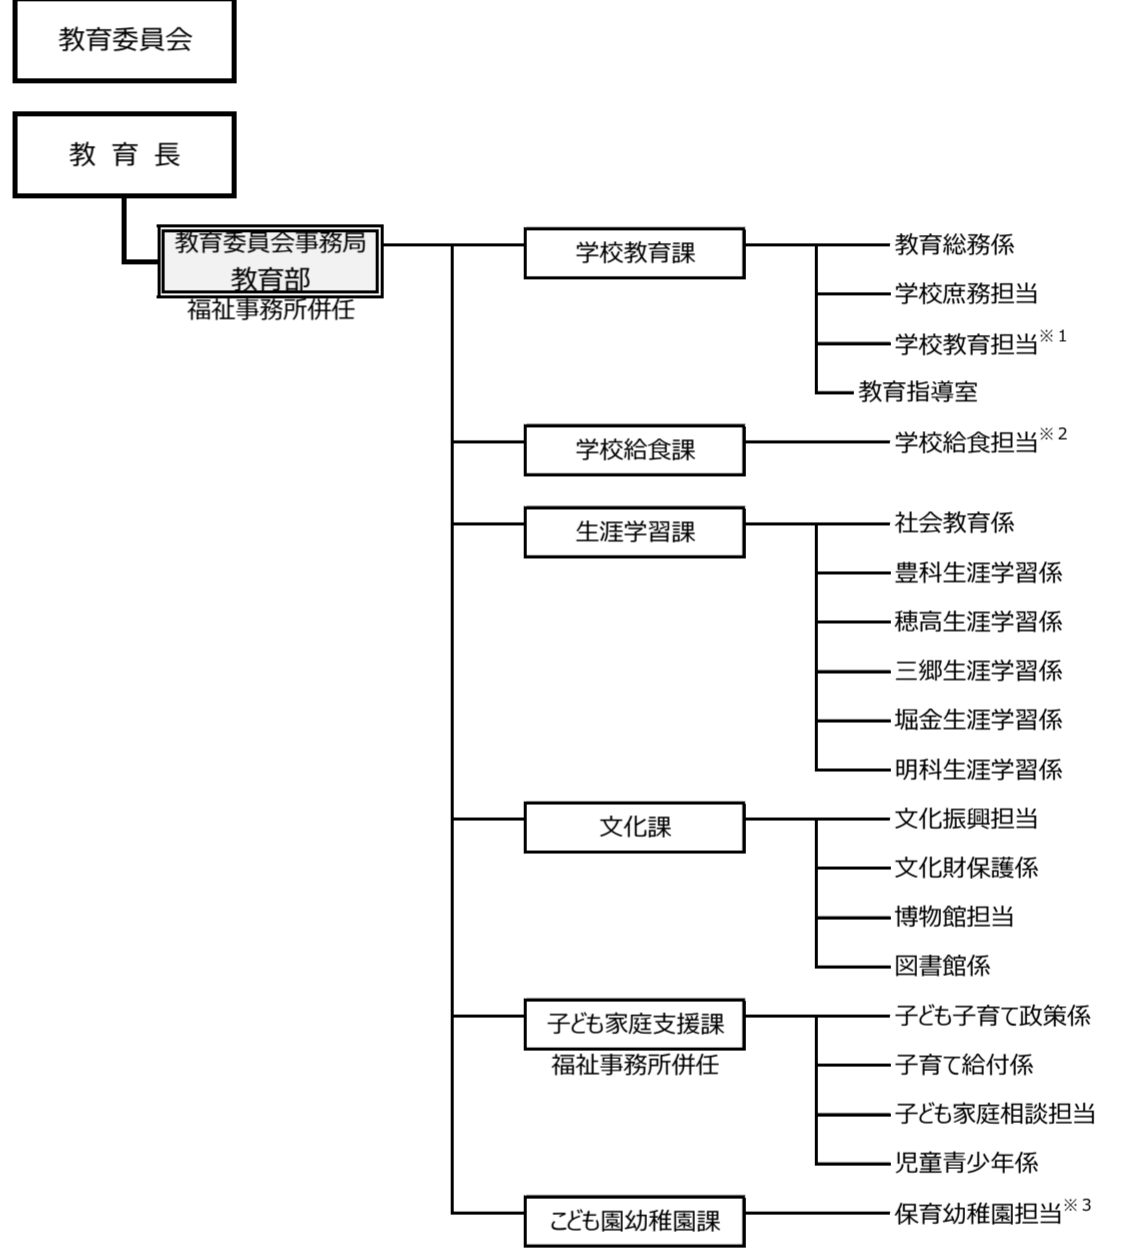 教育委員会
教 育 長
教育委員会事務局
教育部
福祉事務所併任
学校教育課
教育総務係
学校庶務担当
学校教育担当※1
教育指導室
学校給食課
学校給食担当※2
生涯学習課
社会教育係
豊科生涯学習係
穂高生涯学習係
三郷生涯学習係
堀金生涯学習係
明科生涯学習係
文化課
文化振興担当
文化財保護係
博物館担当
図書館係
子ども家庭支援課
福祉事務所併任
子ども子育て政策係
子育て給付係
子ども家庭相談担当
児童青少年係
こども園幼稚園課
保育幼稚園担当※3